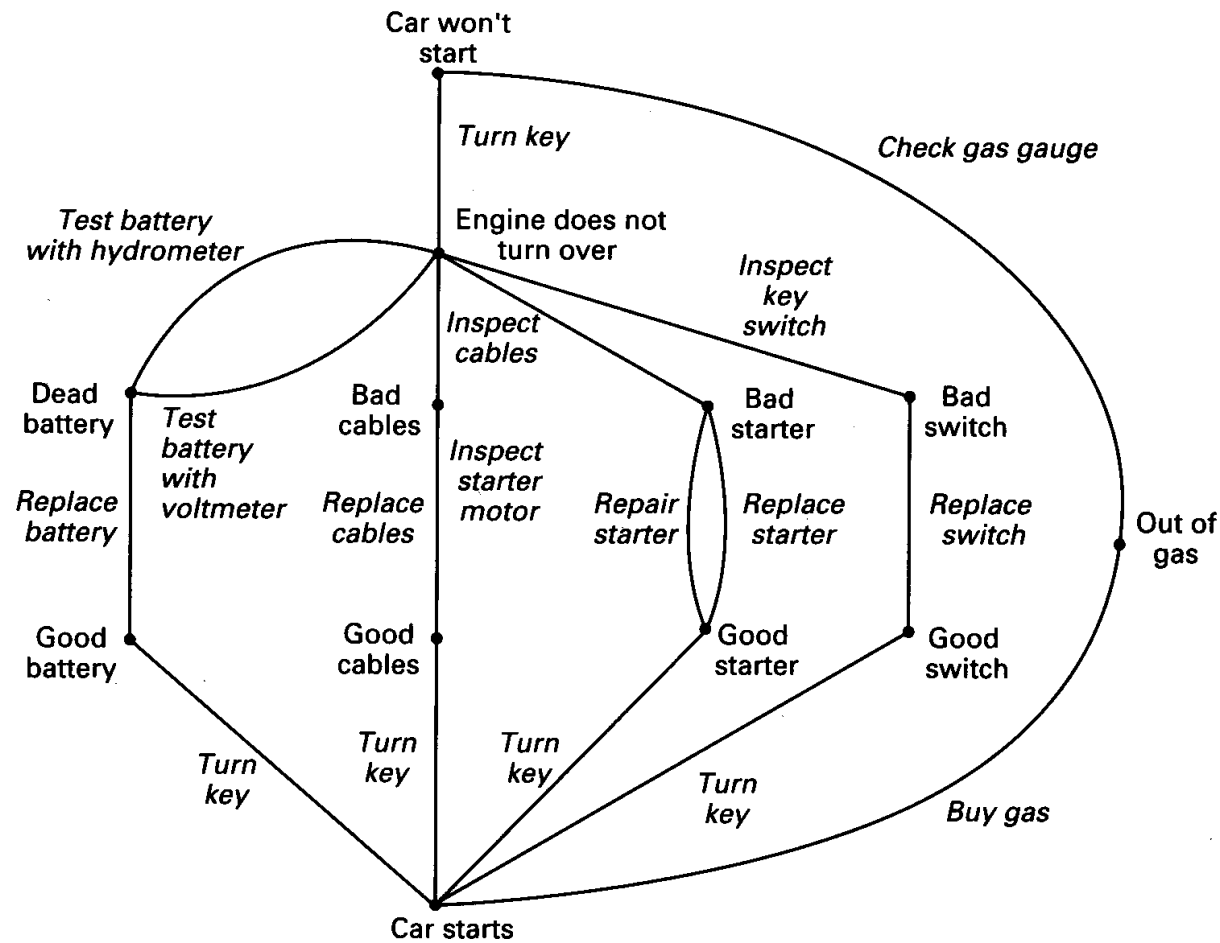 Car won't
start
Turn key
Check gas gauge
Test battery
with hydrometer
Engine does not
turn over
Inspect
key
switch
Inspect
cables
Dead
battery
Test
battery
with
voltmeter
Bad
cables
Bad
starter
Bad
switch
Replace
battery
Replace
cables
Inspect
starter
motor
Repair
starter
Replace
starter
Replace
switch
Out of
gas
Good
battery
Good
cables
Good
starter
Good
switch
Turn
key
Turn
key
Turn
key
Turn
key
Buy gas
Car starts